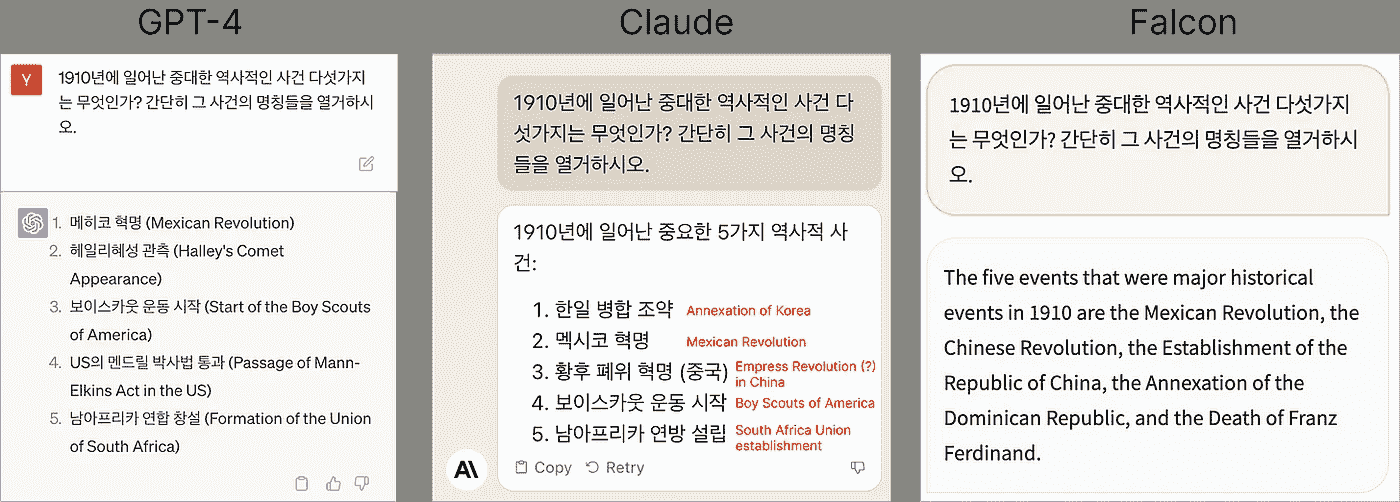 GPT-4
Y
1910년에 일어난 중대한 역사적인 사건 다섯가지
는 무엇인가? 간단히 그 사건의 명칭들을 열거하시
오.
1. 메히코 혁명 (Mexican Revolution)
2. 헤일리혜성 관측 (Halley's Comet
Appearance)
3. 보이스카웃 운동 시작 (Start of the Boy Scouts
of America)
4. US의 멘드릴 박사법 통과 (Passage of Mann-
Elkins Act in the US)
5. 남아프리카 연합 창설 (Formation of the Union
of South Africa)
Claude
1910년에 일어난 중대한 역사적인 사건 다
섯가지는 무엇인가? 간단히 그 사건의 명칭
들을 열거하시오.
1910년에 일어난 중요한 5가지 역사적 사
건:
1. 한일 병합 조약 Annexation of Korea
2. 멕시코 혁명 Mexican Revolution
3. 황후 폐위 혁명 (중국) Empress Revolution (?)
in China
4. 보이스카웃 운동 시작 Boy Scouts of America
5. 남아프리카 연방 설립 South Africa Union
establishment
A\
Copy Retry
Falcon
1910년에 일어난 중대한 역사적인 사건 다섯가지
는 무엇인가? 간단히 그 사건의 명칭들을 열거하시
오.
The five events that were major historical
events in 1910 are the Mexican Revolution, the
Chinese Revolution, the Establishment of the
Republic of China, the Annexation of the
Dominican Republic, and the Death of Franz
Ferdinand.